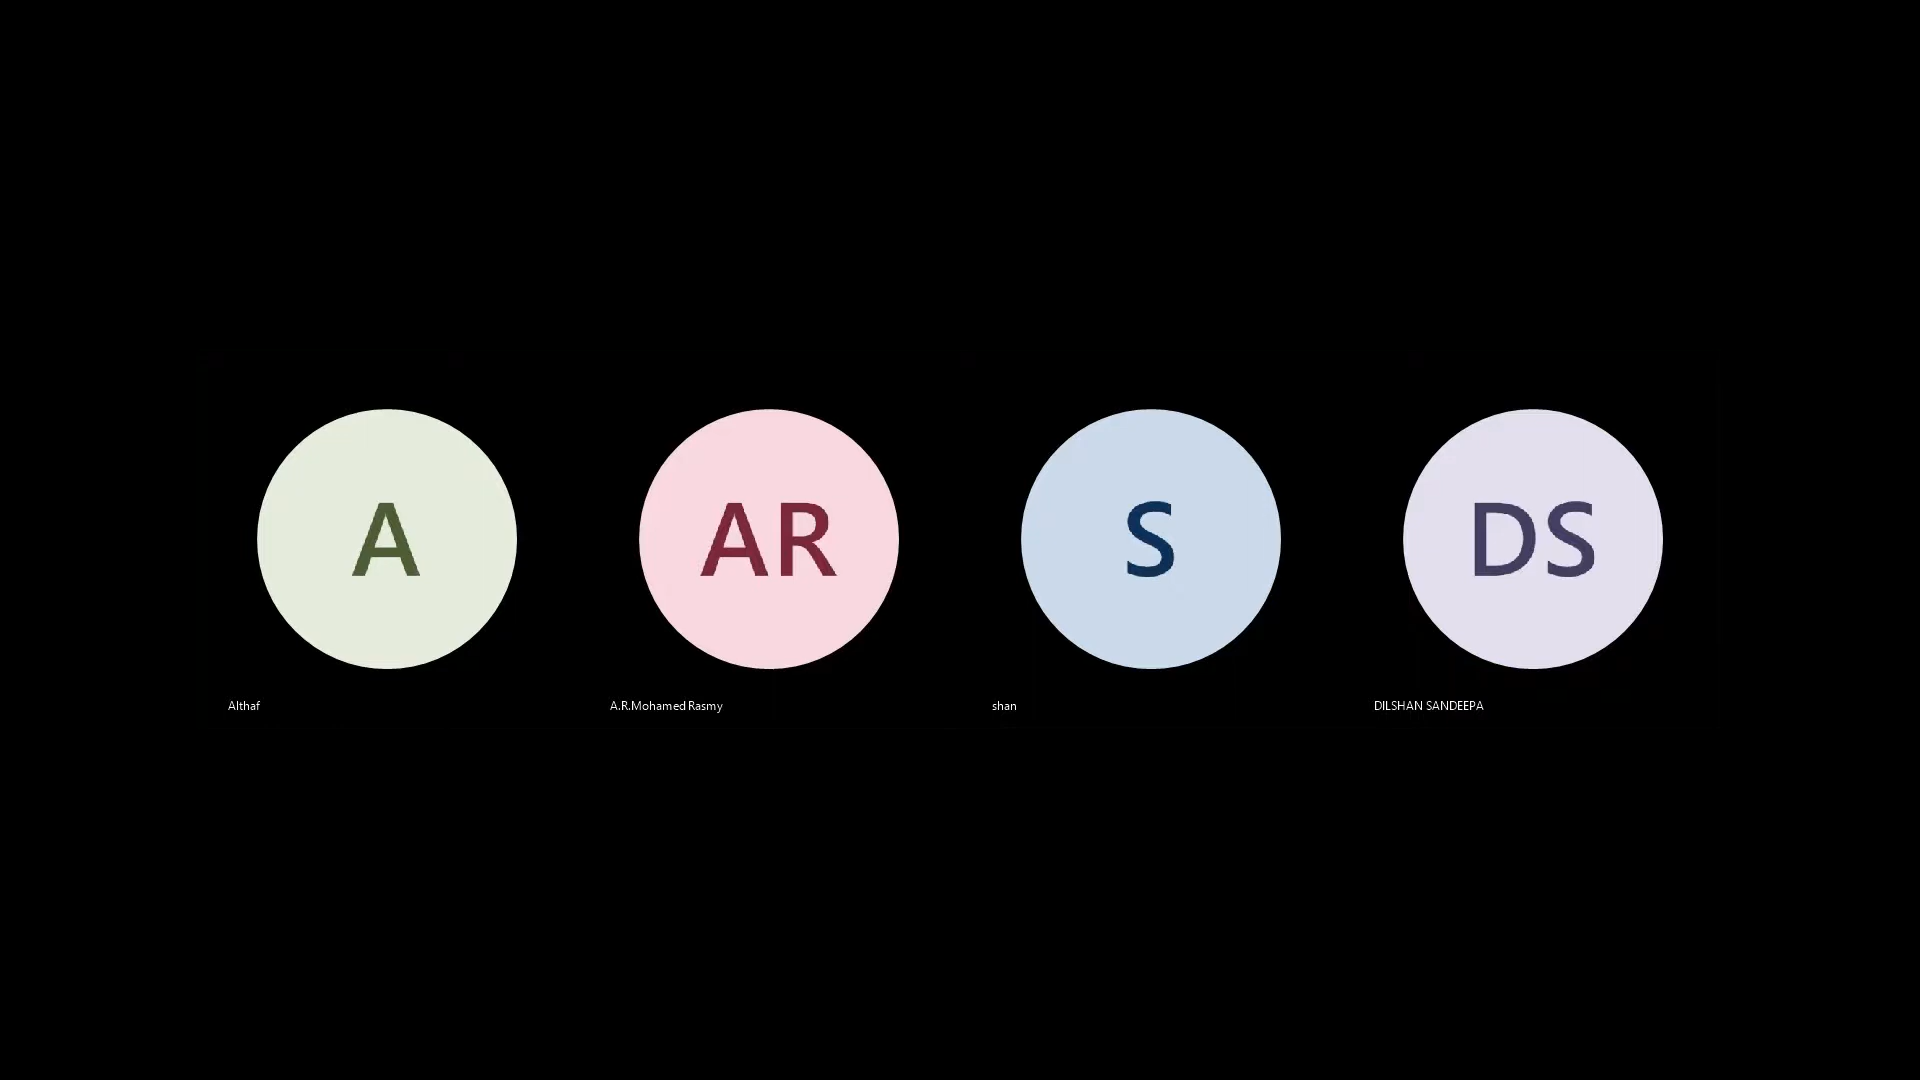 A
AR
S
DS
Althaf
A.R.Mohamed Rasmy
shan
DILSHAN SANDEEPA